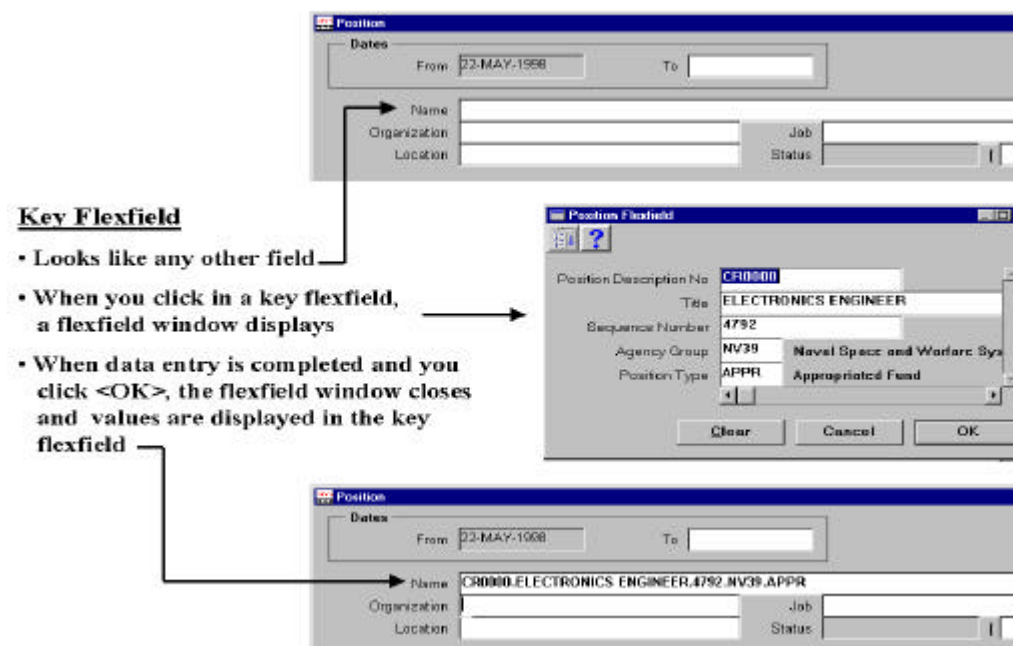 Position
Dates
From 22-MAY-1998 To
Name
Organization Job
Location Status
Key Flexfield
• Looks like any other field
• When you click in a key flexfield,
a flexfield window displays
• When data entry is completed and you
click <OK>, the flexfield window closes
and values are displayed in the key
flexfield
Position Flexfield
?
Position Description No CR0000
Title ELECTRONICS ENGINEER
Sequence Number 4792
Agency Group NV39 Naval Space and Warfare Sys
Position Type APPR Appropriated Fund
Clear Cancel OK
Position
Dates
From 22-MAY-1998 To
Name CR0000.ELECTRONICS ENGINEER.4792.NV39.APPR
Organization Job
Location Status